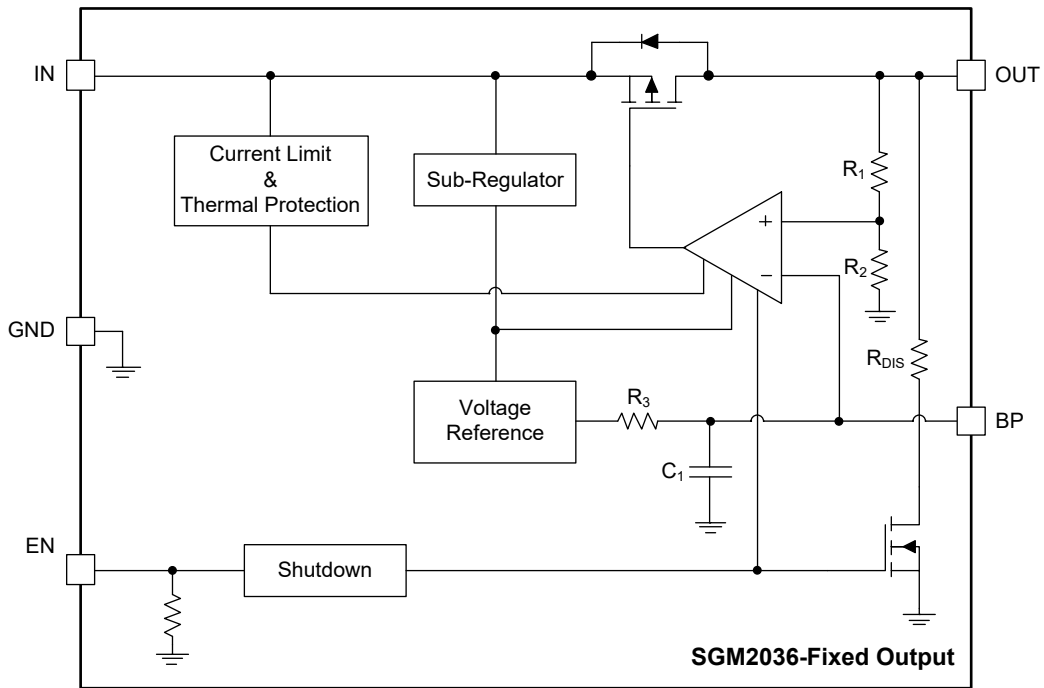 IN
OUT
Current Limit
&
Thermal Protection
Sub-Regulator
R1
+
R2
−
GND
RDIS
Voltage
Reference
R3
BP
C1
EN
Shutdown
SGM2036-Fixed Output